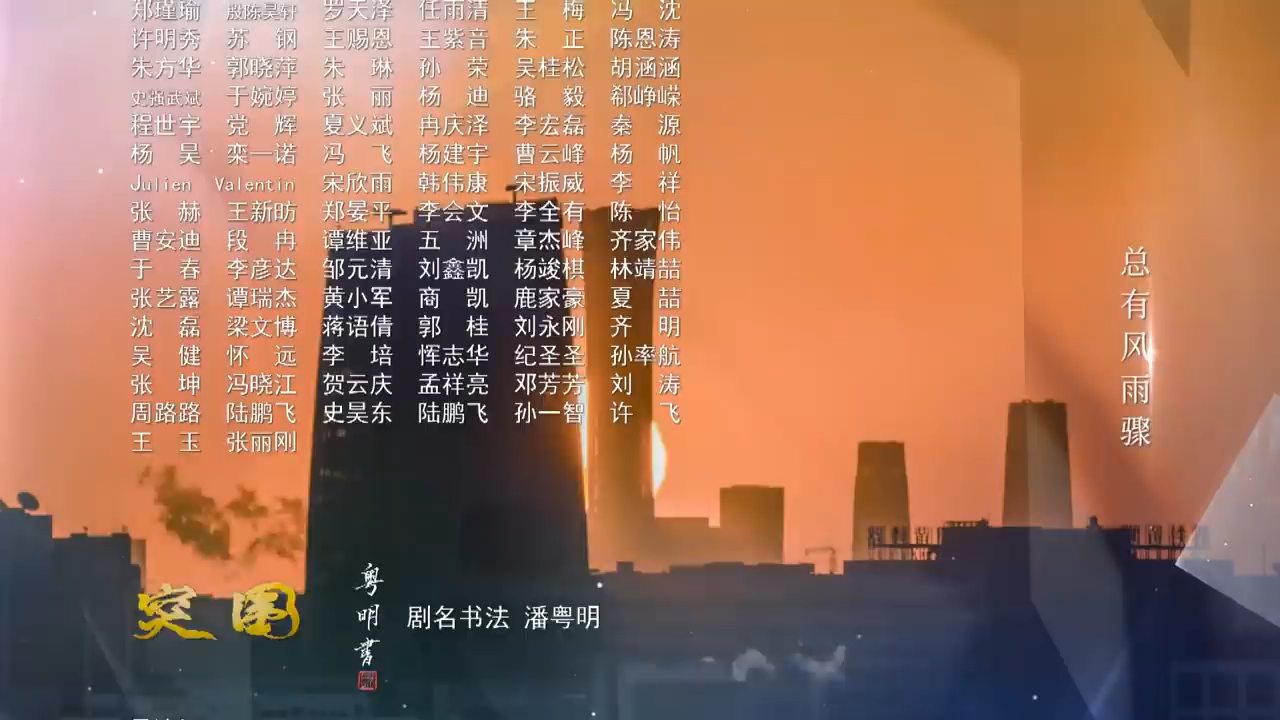 郑瑾瑜 殷陈昊轩 罗天泽 任雨清 王 梅 冯 沈
许明秀 苏 钢 王赐恩 王紫音 朱 正 陈恩涛
朱方华 郭晓萍 朱 琳 孙 荣 吴桂松 胡涵涵
史强武斌 于婉婷 张 丽 杨 迪 骆 毅 郗峥嵘
程世宇 党 辉 夏义斌 冉庆泽 李宏磊 秦 源
杨 昊 栾一诺 冯 飞 杨建宇 曹云峰 杨 帆
Julien Valentin 宋欣雨 韩伟康 宋振威 李 祥
张 赫 王新昉 郑晏平 李会文 李全有 陈 怡
曹安迪 段 冉 谭维亚 五 洲 章杰峰 齐家伟
于 春 李彦达 邹元清 刘鑫凯 杨竣棋 林靖喆
张艺露 谭瑞杰 黄小军 商 凯 鹿家豪 夏 喆
沈 磊 梁文博 蒋语倩 郭 桂 刘永刚 齐 明
吴 健 怀 远 李 培 恽志华 纪圣圣 孙率航
张 坤 冯晓江 贺云庆 孟祥亮 邓芳芳 刘 涛
周路路 陆鹏飞 史昊东 陆鹏飞 孙一智 许 飞
王 玉 张丽刚
总有风雨骤
突围
粤明书
剧名书法 潘粤明